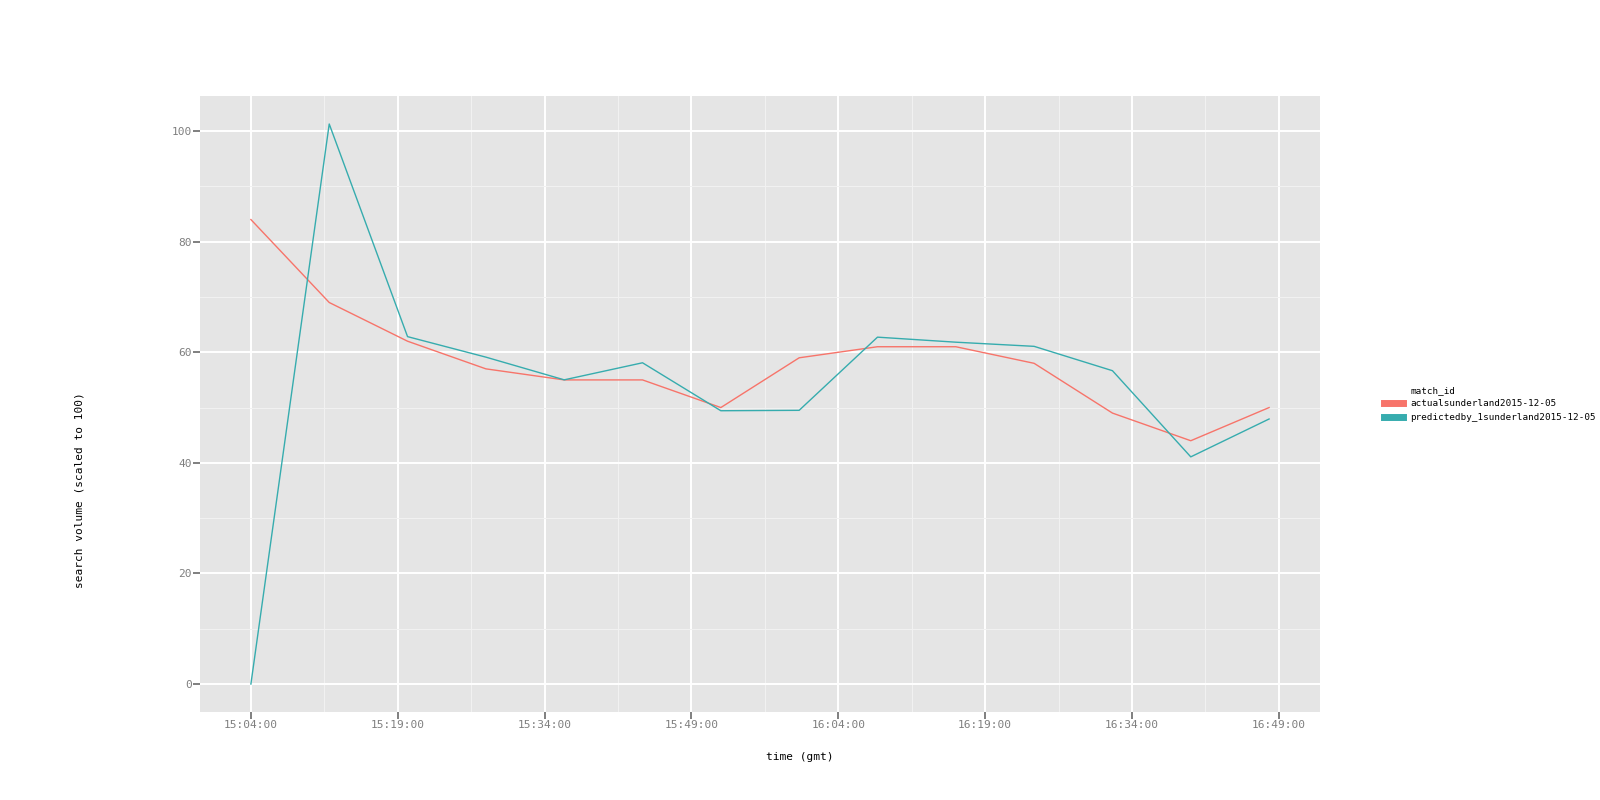 100
80
60
40
20
0
search volume (scaled to 100)
15:04:00 15:19:00 15:34:00 15:49:00 16:04:00 16:19:00 16:34:00 16:49:00
time (gmt)
match_id
actualsunderland2015-12-05
predictedby_1sunderland2015-12-05